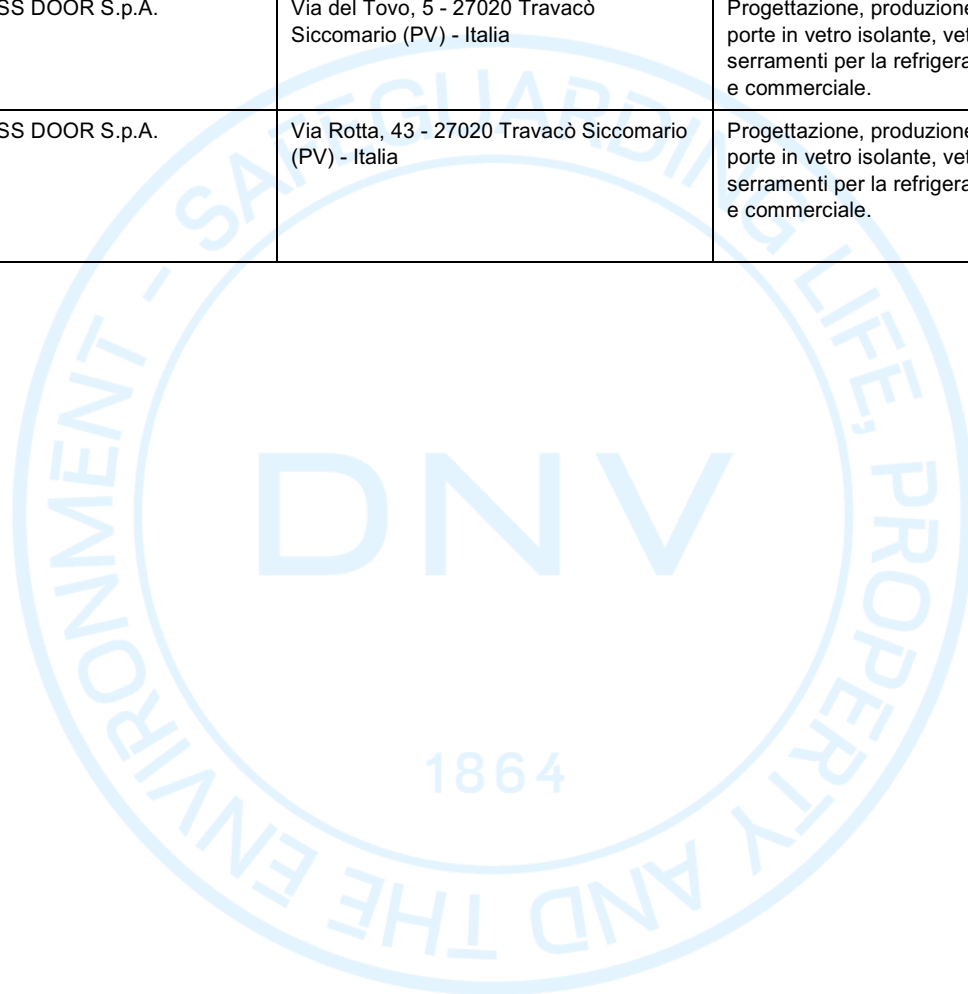 SS DOOR S.p.A.
Via del Tovo, 5 - 27020 Travacò
Siccomario (PV) - Italia
Progettazione, produzione
porte in vetro isolante, vet
serramenti per la refrigera
e commerciale.
SS DOOR S.p.A.
Via Rotta, 43 - 27020 Travacò Siccomario
(PV) - Italia
Progettazione, produzione
porte in vetro isolante, vet
serramenti per la refrigera
e commerciale.
SAFEGUARDING LIFE, PROPERTY AND THE ENVIRONMENT -
DNV
1864